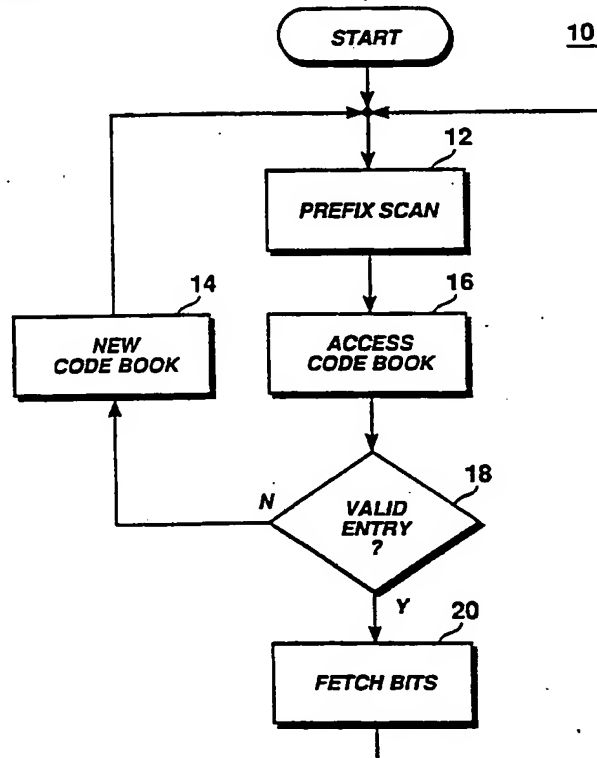 START
10
12
PREFIX SCAN
14
NEW
CODE BOOK
16
ACCESS
CODE BOOK
18
N
VALID
ENTRY
?
Y
20
FETCH BITS